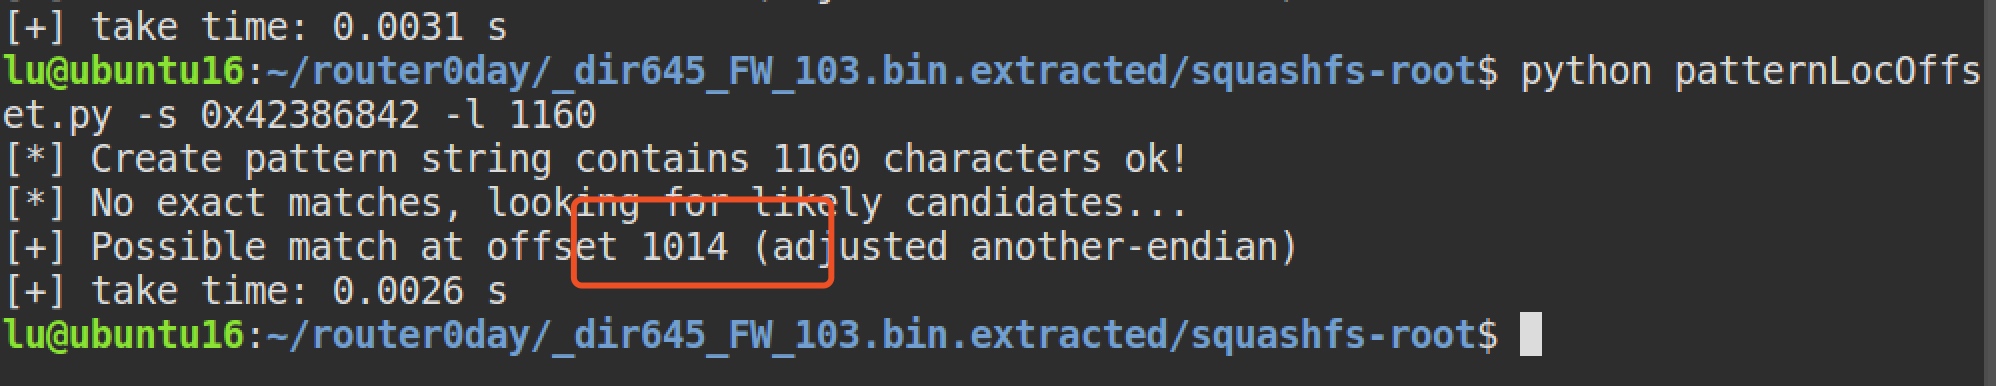 [+] take time: 0.0031 s
lu@ubuntu16:~/router0day/_dir645_FW_103.bin.extracted/squashfs-root$ python patternLocOffs
et.py -s 0x42386842 -l 1160
[*] Create pattern string contains 1160 characters ok!
[*] No exact matches, looking for likely candidates...
[+] Possible match at offset 1014 (adjusted another-endian)
[+] take time: 0.0026 s
lu@ubuntu16:~/router0day/_dir645_FW_103.bin.extracted/squashfs-root$